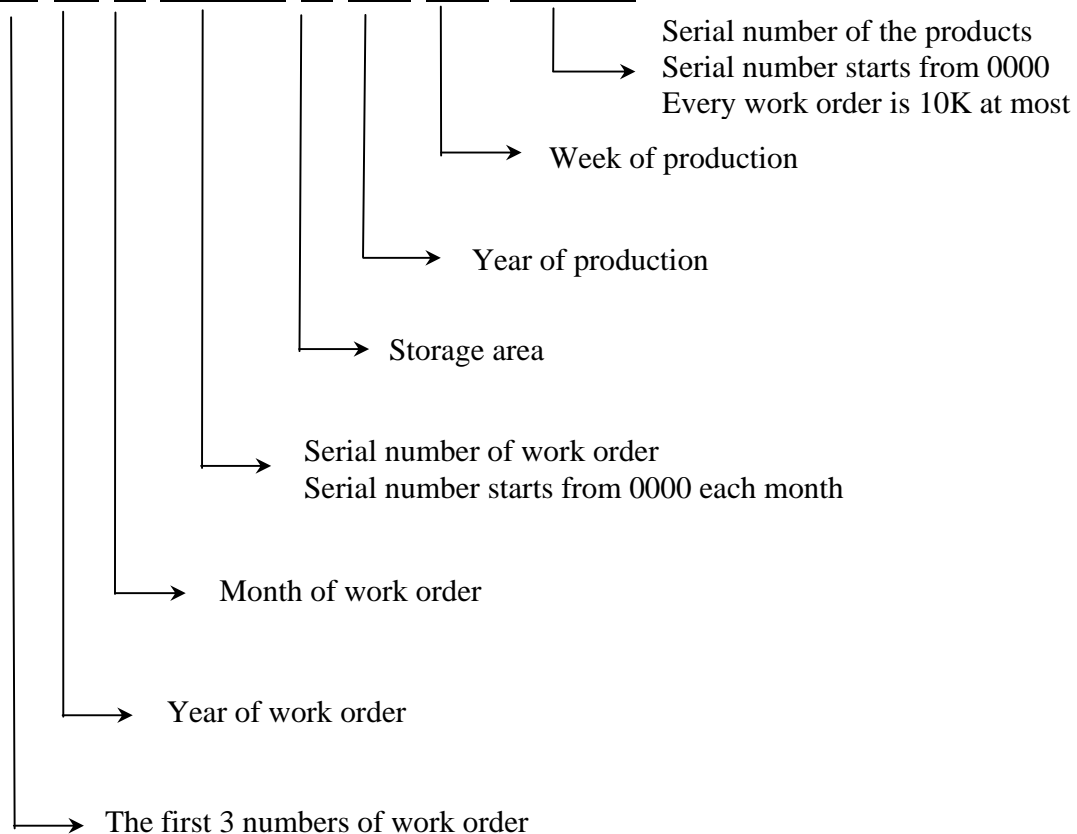 Serial number of the products
Serial number starts from 0000
Every work order is 10K at most
Week of production
Year of production
Storage area
Serial number of work order
Serial number starts from 0000 each month
Month of work order
Year of work order
The first 3 numbers of work order